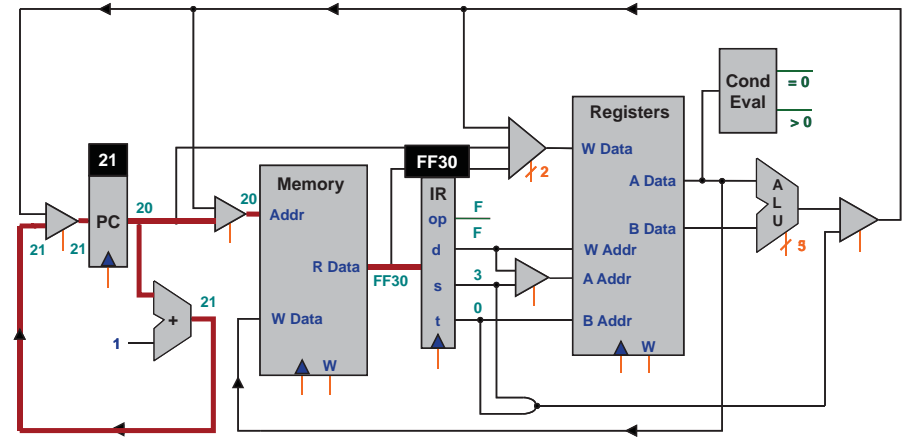 Cond
Eval
= 0
> 0
Registers
W Data
A Data
B Data
W Addr
A Addr
B Addr
W
A
L
U
5
2
21
PC
20
21
21
20
21
+
1
Memory
Addr
R Data
W Data
W
FF30
FF30
IR
op
d
s
t
F
F
3
0